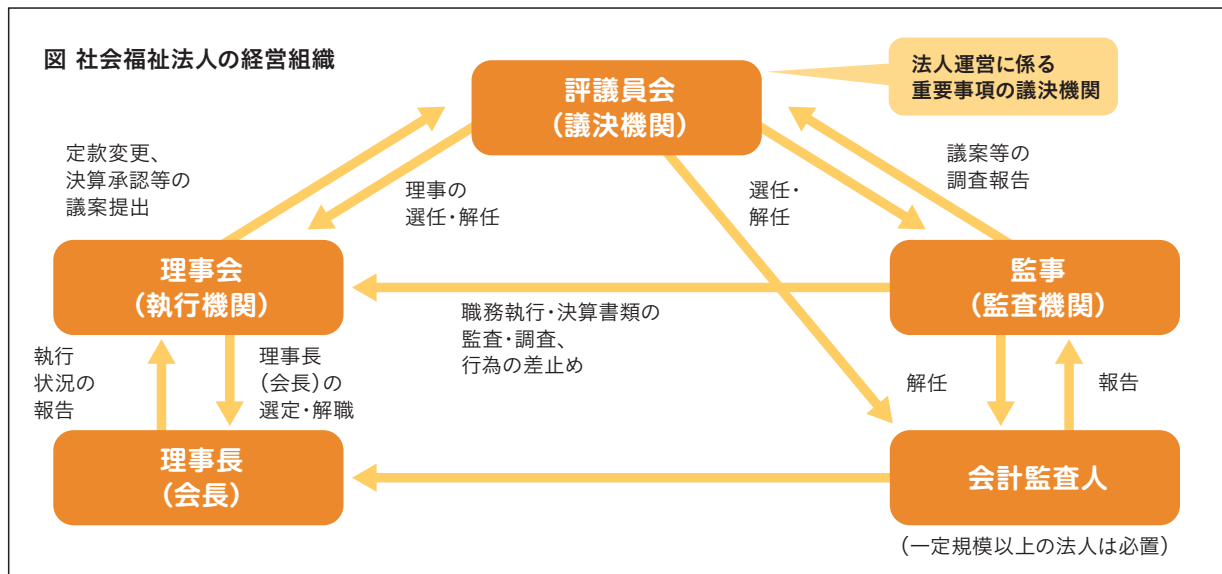 図 社会福祉法人の経営組織
評議員会
（議決機関）
法人運営に係る
重要事項の議決機関
定款変更、
決算承認等の
議案提出
理事の
選任・解任
選任・
解任
議案等の
調査報告
理事会
（執行機関）
監事
（監査機関）
職務執行・決算書類の
監査・調査、
行為の差止め
執行
状況の
報告
理事長
（会長）の
選定・解職
解任
報告
理事長
（会長）
会計監査人
（一定規模以上の法人は必置）